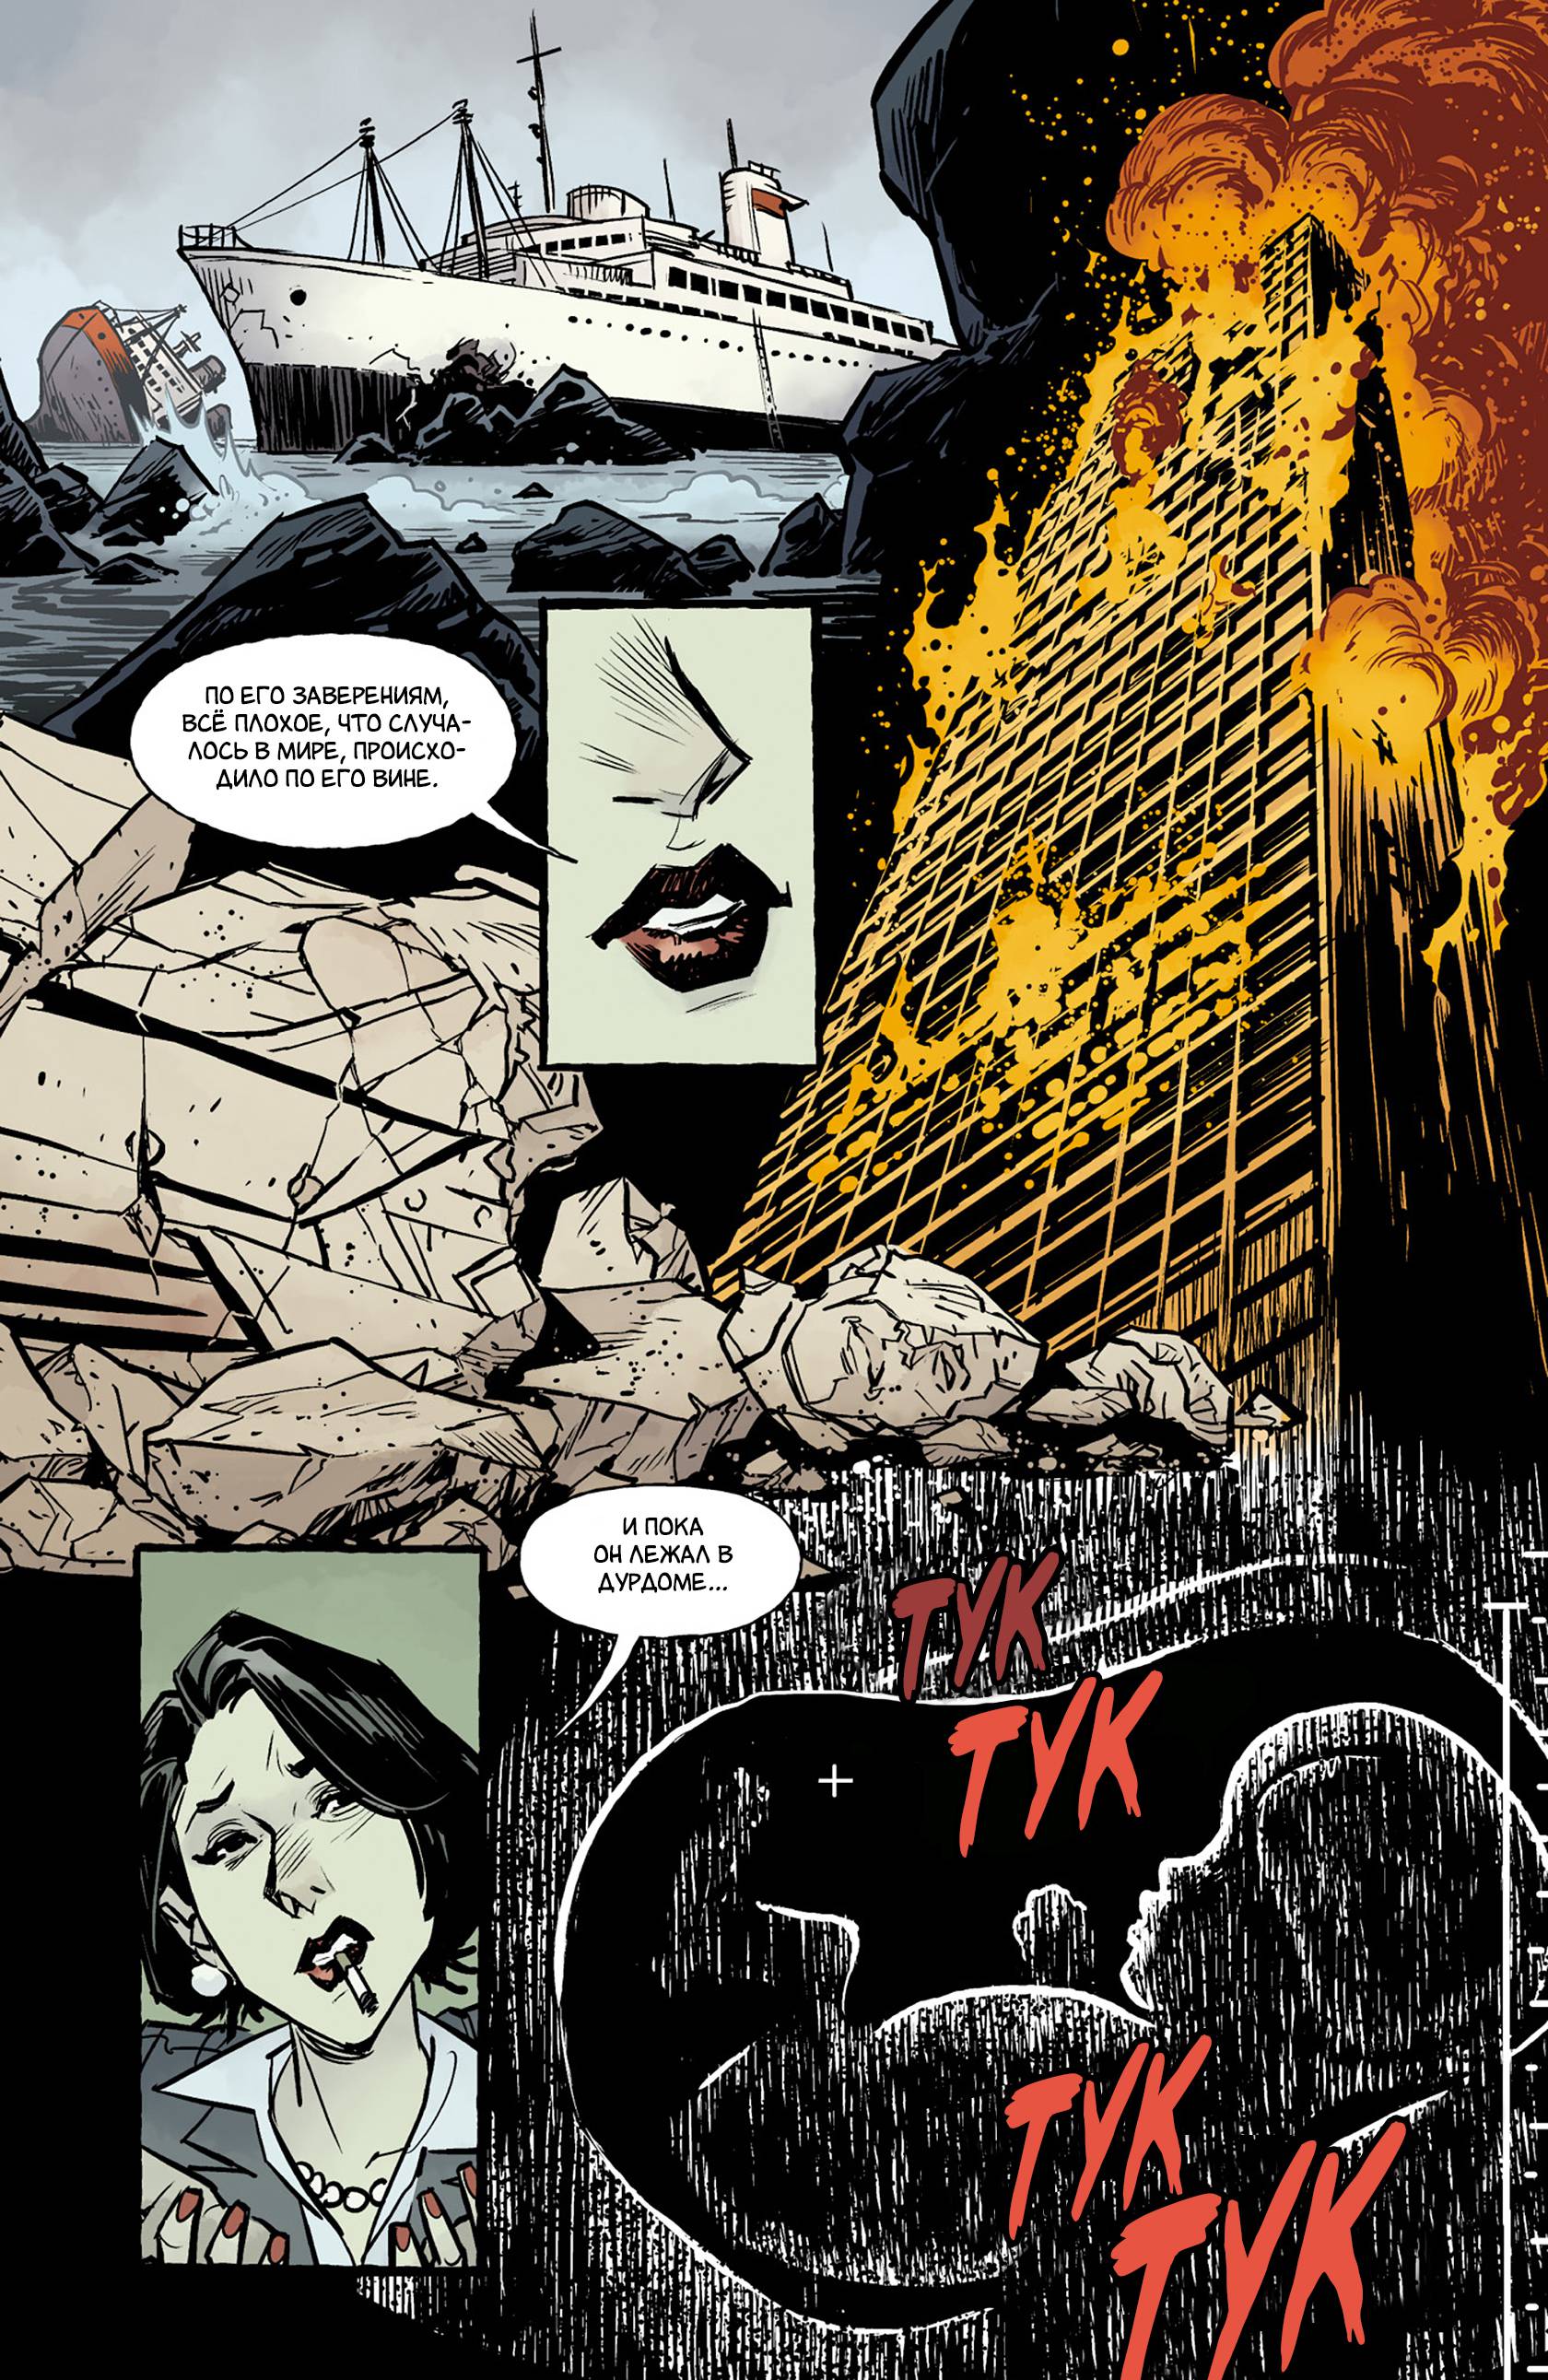 ПО ЕГО ЗАВЕРЕНИЯМ,
ВСЁ ПЛОХОЕ, ЧТО СЛУЧА-
ЛОСЬ В МИРЕ, ПРОИСХО-
ДИЛО ПО ЕГО ВИНЕ.
И ПОКА
ОН ЛЕЖАЛ В
ДУРДОМЕ...
ТУК
ТУК
ТУК
ТУК